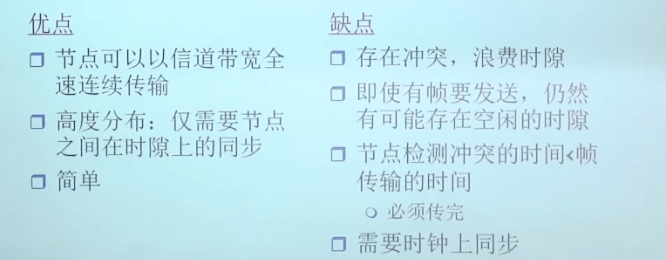 优点
节点可以以信道带宽全
速连续传输
高度分布：仅需要节点
之间在时隙上的同步
简单
缺点
存在冲突，浪费时隙
即使有帧要发送，仍然
有可能存在空闲的时隙
节点检测冲突的时间<帧
传输的时间
必须传完
需要时钟上同步